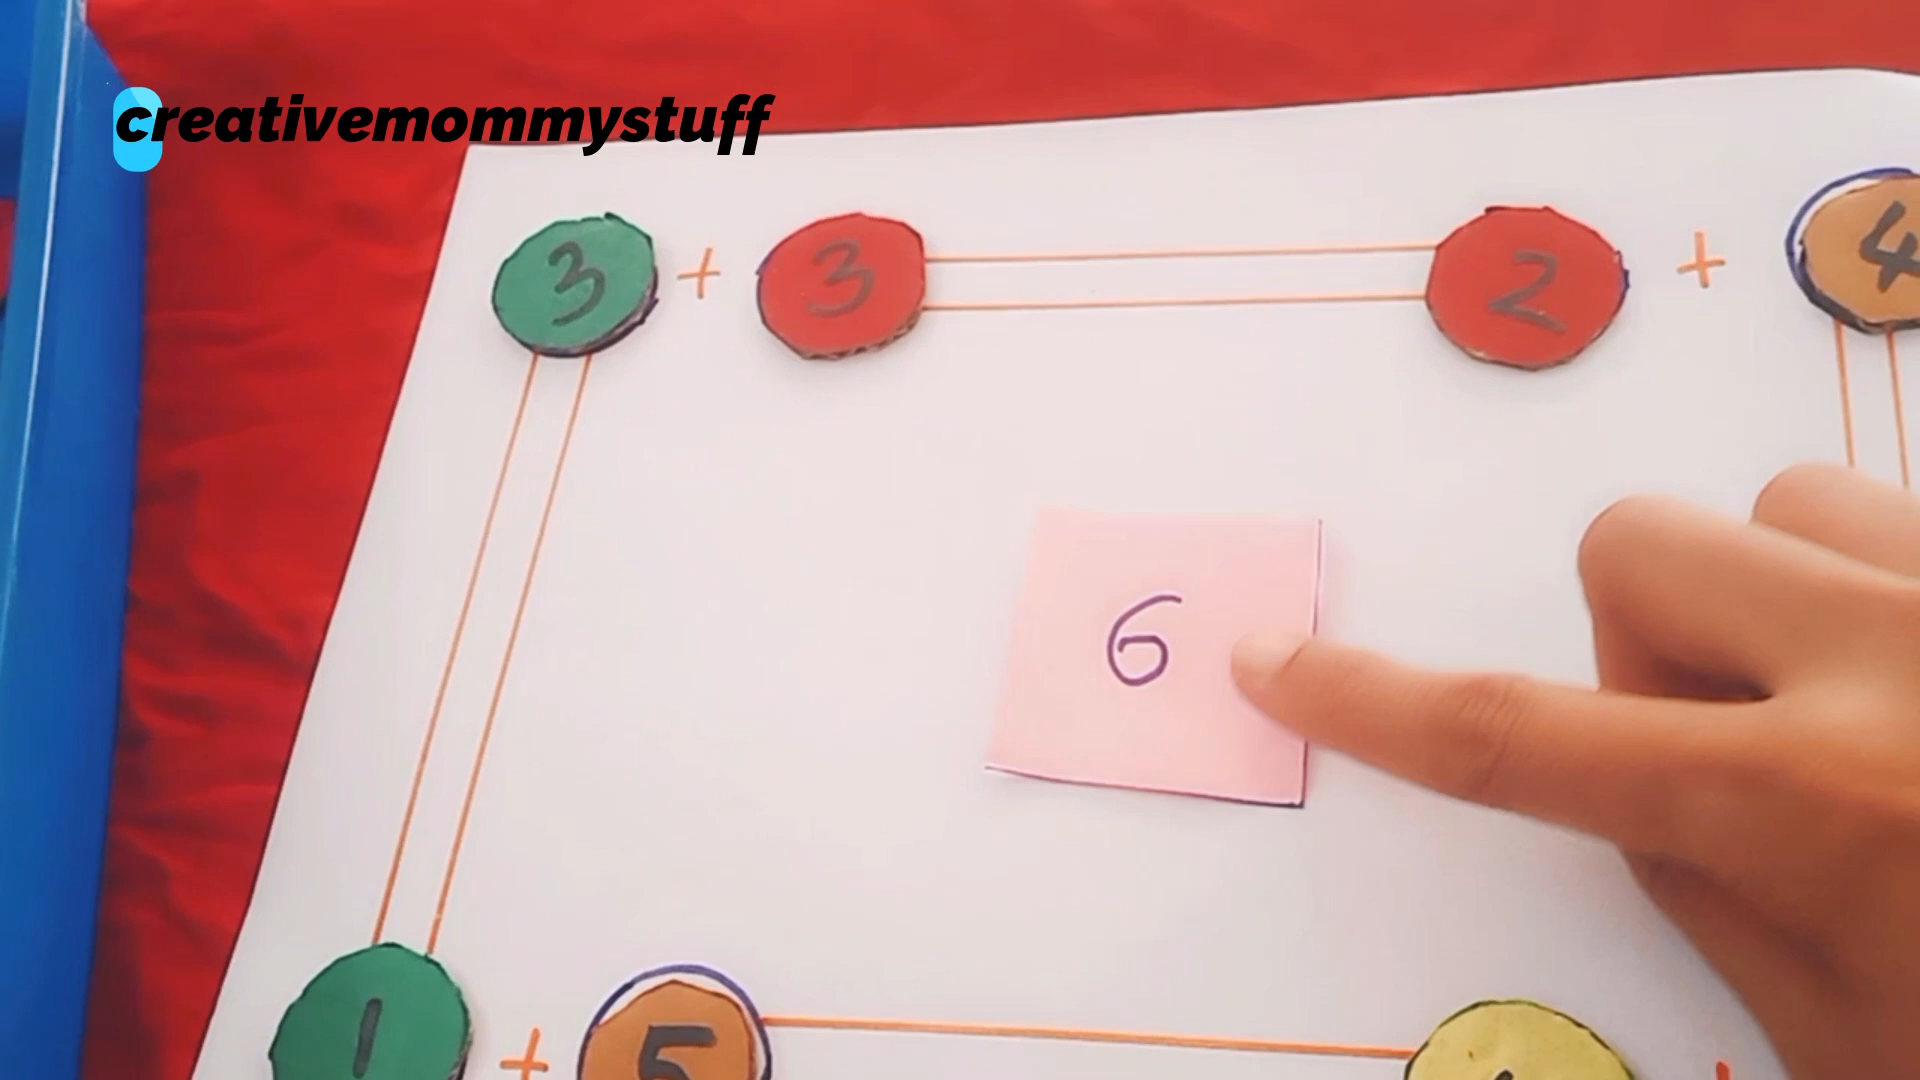 creativemommystuff
3 + 3 2 + 4
6
1 + 5